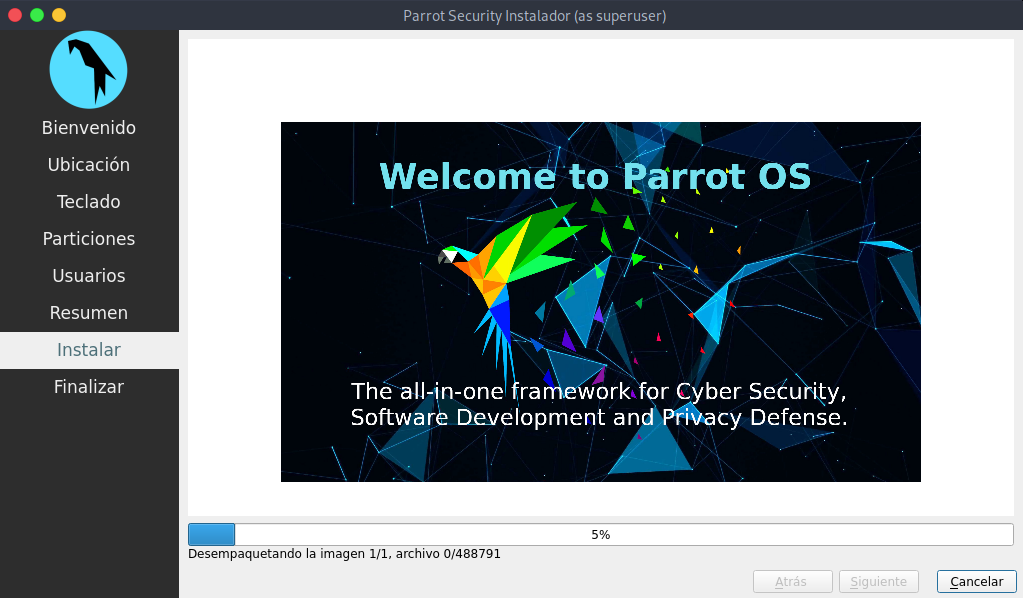 Parrot Security Instalador (as superuser)
Bienvenido
Ubicación
Teclado
Particiones
Usuarios
Resumen
Instalar
Finalizar
Welcome to Parrot OS
The all-in-one framework for Cyber Security,
Software Development and Privacy Defense.
5%
Desempaquetando la imagen 1/1, archivo 0/488791
Atrás
Siguiente
Cancelar